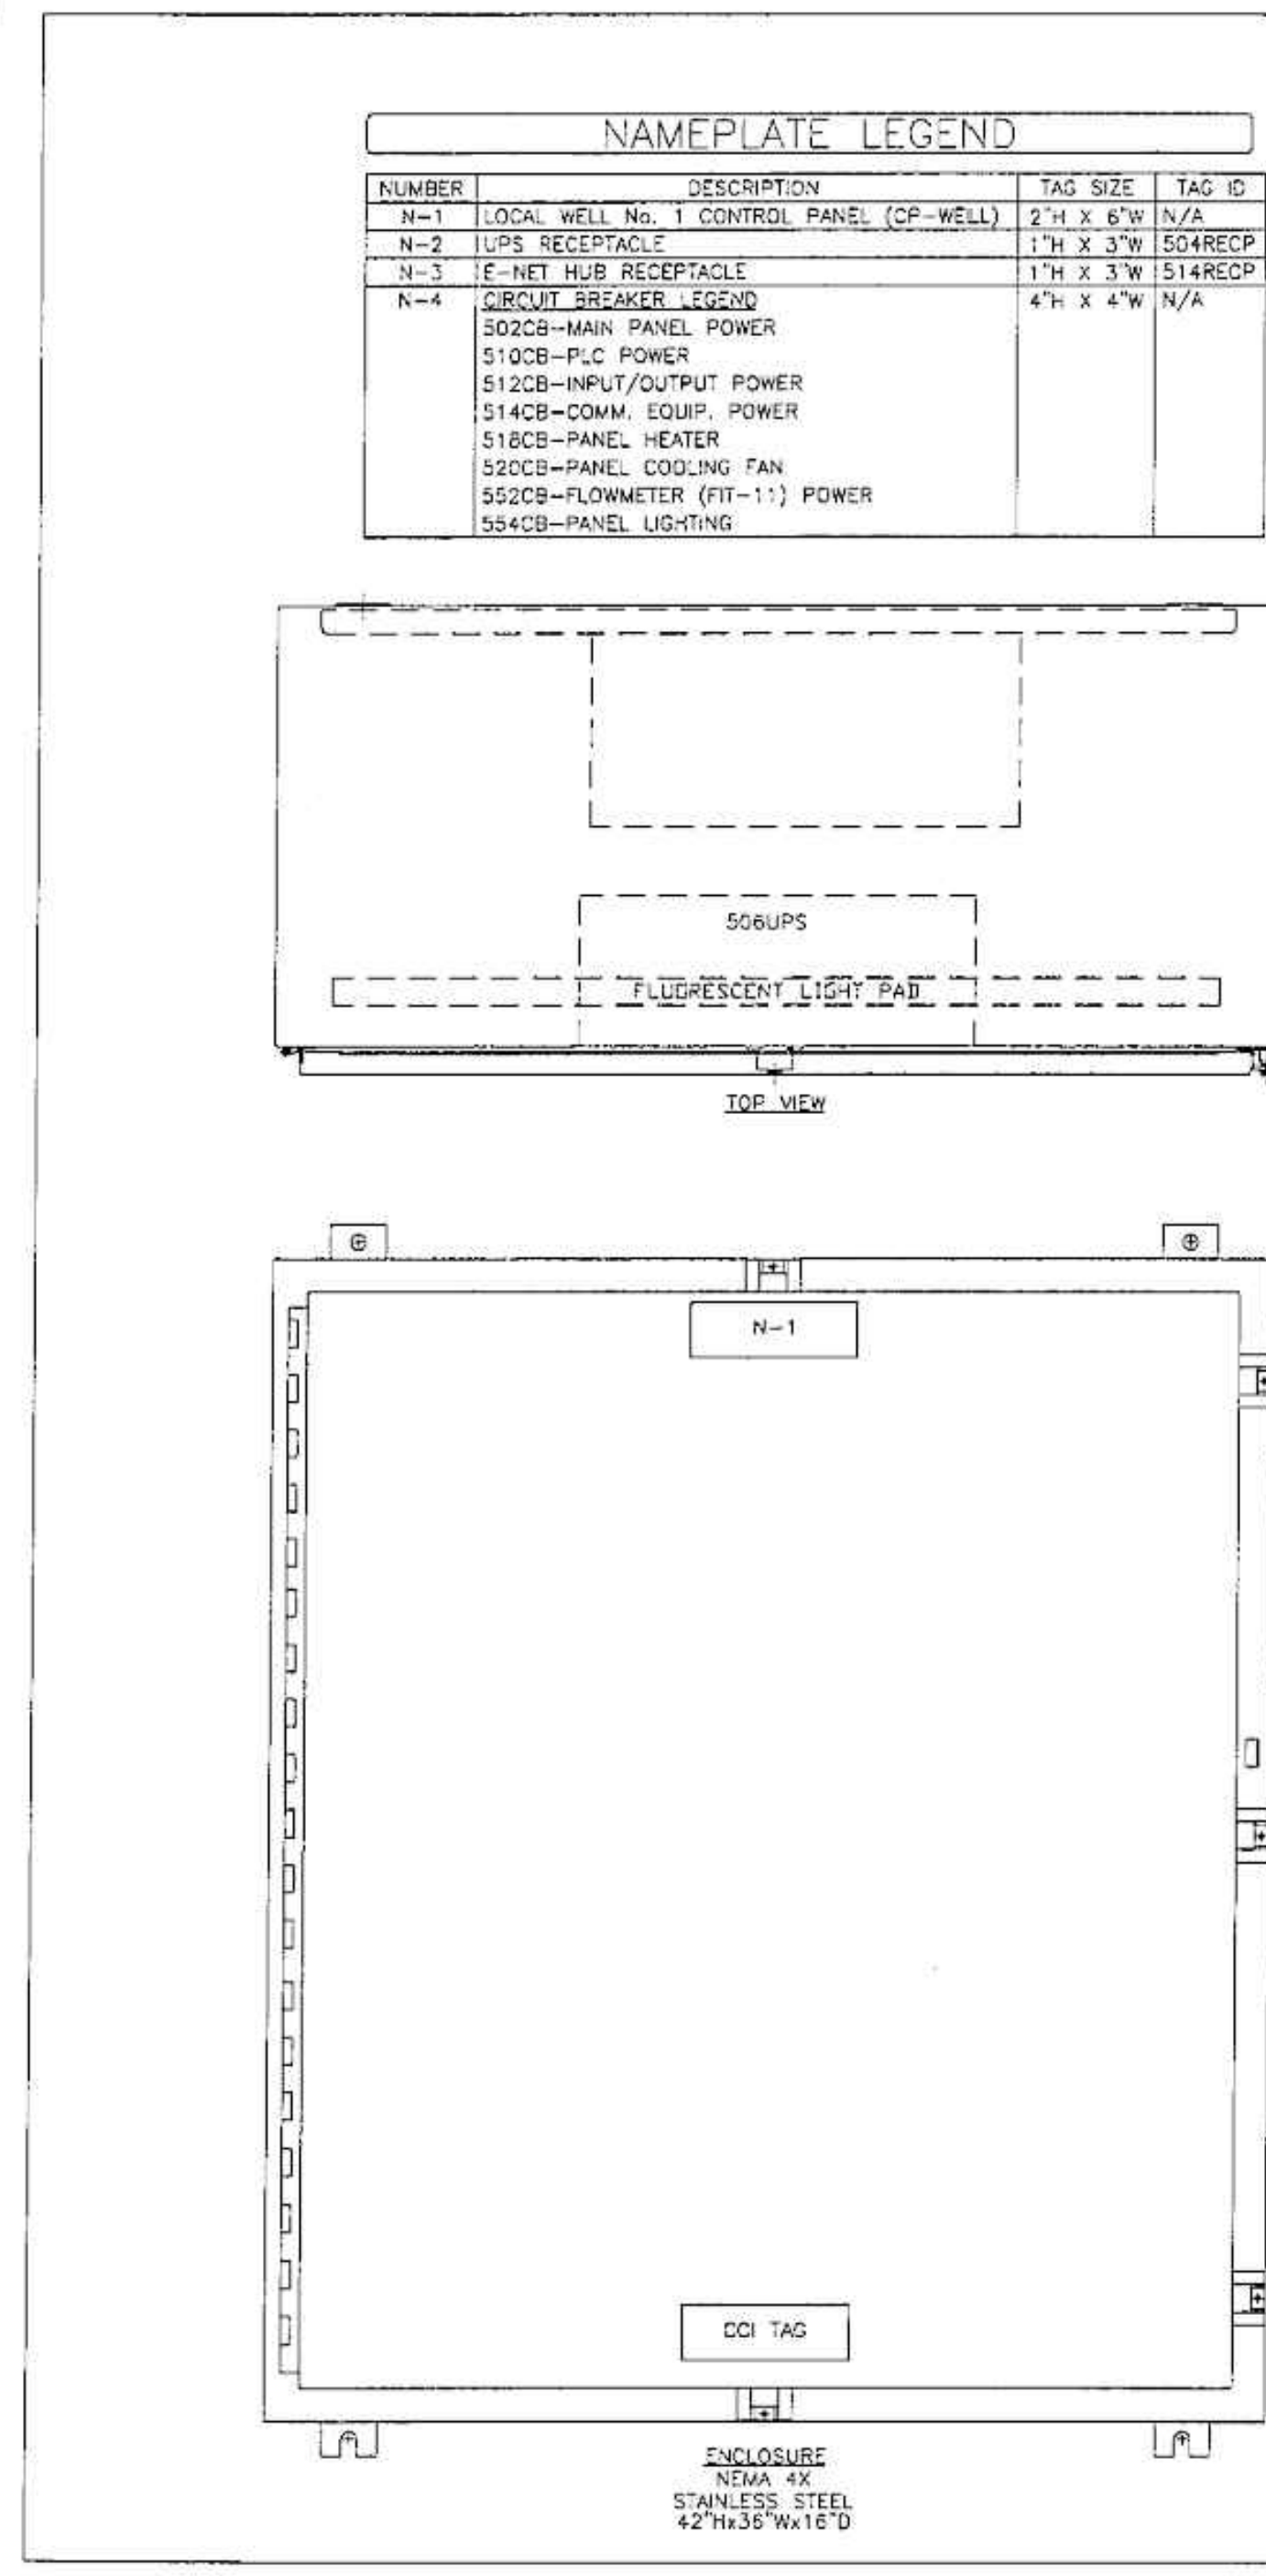 NAMEPLATE LEGEND
NUMBER DESCRIPTION TAG SIZE TAG ID
N-1 LOCAL WELL No. 1 CONTROL PANEL (CP-WELL) 2"H X 6"W N/A
N-2 UPS RECEPTACLE 1"H X 3"W 504RECP
N-3 E-NET HUB RECEPTACLE 1"H X 3"W 514RECP
N-4 CIRCUIT BREAKER LEGEND 4"H X 4"W N/A
502CB-MAIN PANEL POWER
510CB-PLC POWER
512CB-INPUT/OUTPUT POWER
514CB-COMM. EQUIP. POWER
518CB-PANEL HEATER
520CB-PANEL COOLING FAN
552CB-FLOWMETER (FIT-11) POWER
554CB-PANEL LIGHTING
506UPS
FLUORESCENT LIGHT PAD
TOP VIEW
N-1
CCI TAG
ENCLOSURE
NEMA 4X
STAINLESS STEEL
42"Hx36"Wx16"D